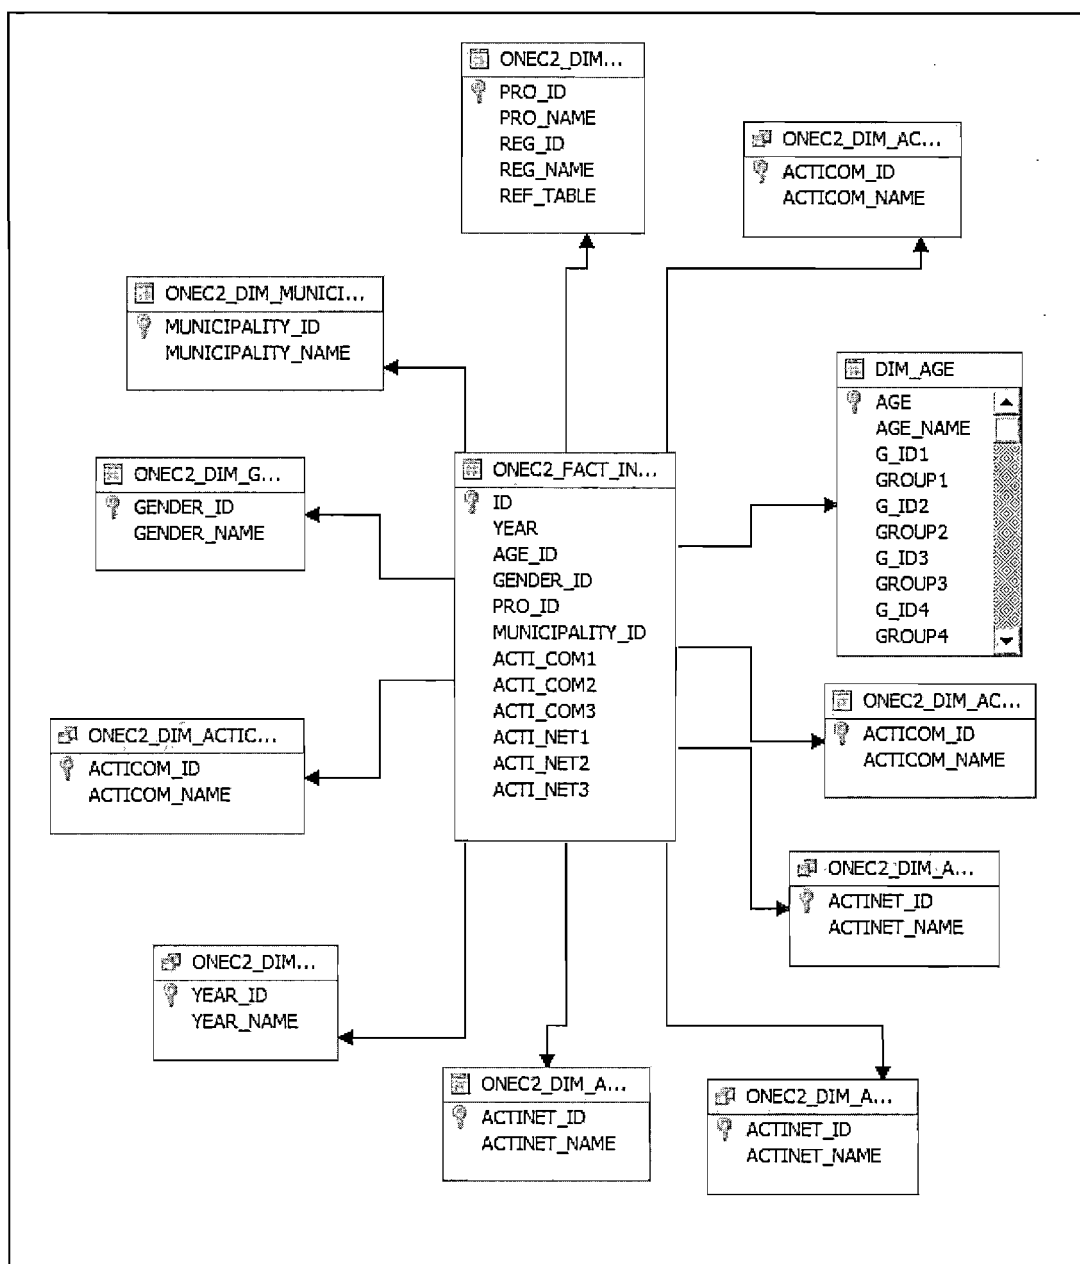 ONEC2_DIM...
PRO_ID
PRO_NAME
REG_ID
REG_NAME
REF_TABLE
ONEC2_DIM_AC...
ACTICOM_ID
ACTICOM_NAME
ONEC2_DIM_MUNICI...
MUNICIPALITY_ID
MUNICIPALITY_NAME
DIM_AGE
AGE
AGE_NAME
G_ID1
GROUP1
G_ID2
GROUP2
G_ID3
GROUP3
G_ID4
GROUP4
ONEC2_DIM_G...
GENDER_ID
GENDER_NAME
ONEC2_FACT_IN...
ID
YEAR
AGE_ID
GENDER_ID
PRO_ID
MUNICIPALITY_ID
ACTI_COM1
ACTI_COM2
ACTI_COM3
ACTI_NET1
ACTI_NET2
ACTI_NET3
ONEC2_DIM_AC...
ACTICOM_ID
ACTICOM_NAME
ONEC2_DIM_ACTIC...
ACTICOM_ID
ACTICOM_NAME
ONEC2_DIM_A...
ACTINET_ID
ACTINET_NAME
ONEC2_DIM...
YEAR_ID
YEAR_NAME
ONEC2_DIM_A...
ACTINET_ID
ACTINET_NAME
ONEC2_DIM_A...
ACTINET_ID
ACTINET_NAME